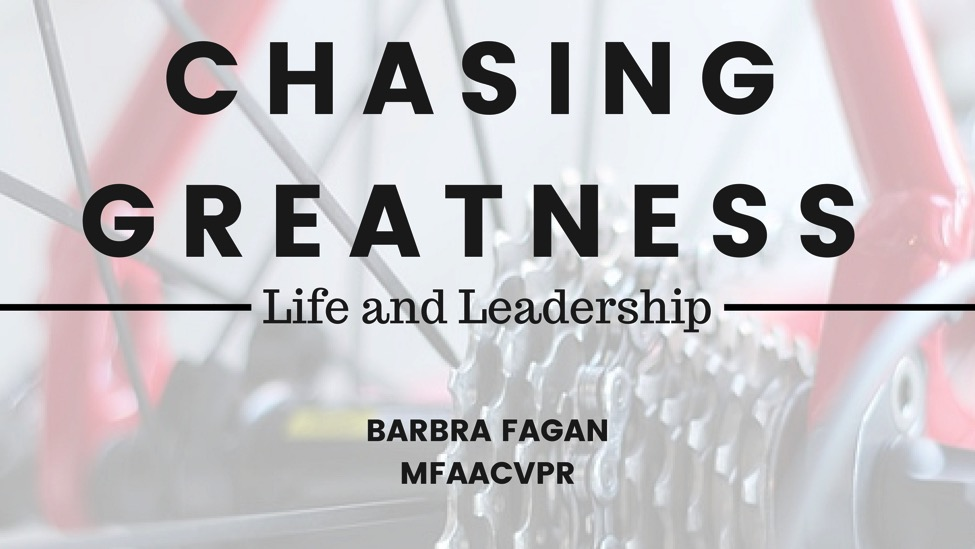 CHASING
GREATNESS
Life and Leadership
BARBRA FAGAN
MFAACVPR